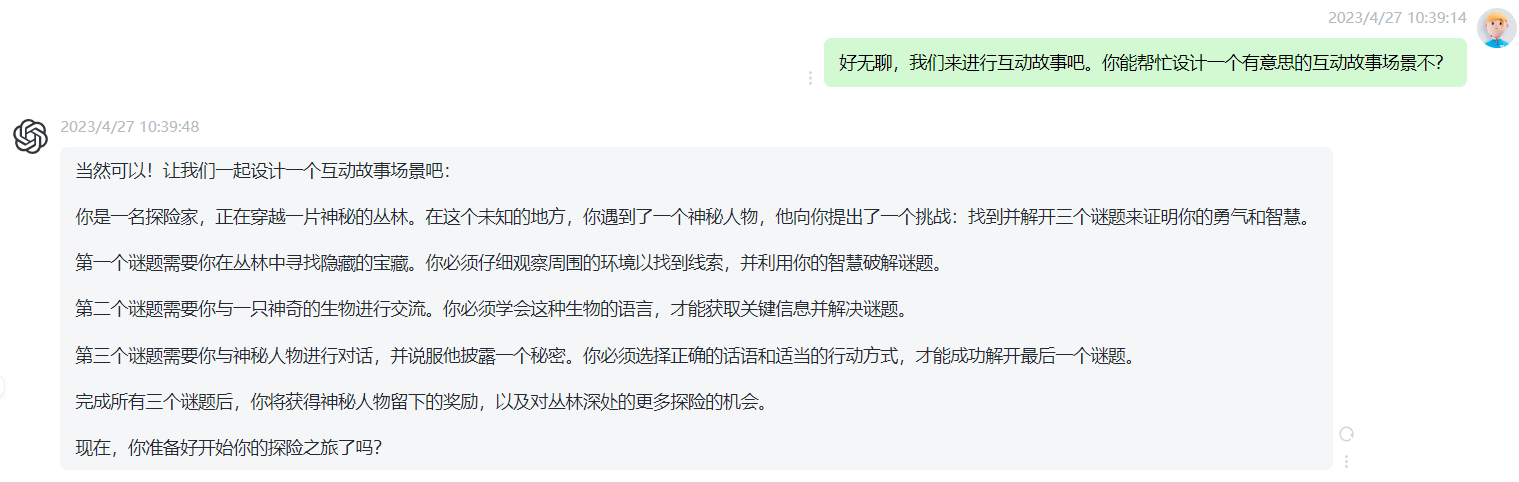 2023/4/27 10:39:14
好无聊，我们来进行互动故事吧。你能帮忙设计一个有意思的互动故事场景不？
2023/4/27 10:39:48
当然可以！让我们一起设计一个互动故事场景吧：
你是一名探险家，正在穿越一片神秘的丛林。在这个未知的地方，你遇到了一个神秘人物，他向你提出了一个挑战：找到并解开三个谜题来证明你的勇气和智慧。
第一个谜题需要你在丛林中寻找隐藏的宝藏。你必须仔细观察周围的环境以找到线索，并利用你的智慧破解谜题。
第二个谜题需要你与一只神奇的生物进行交流。你必须学会这种生物的语言，才能获取关键信息并解决谜题。
第三个谜题需要你与神秘人物进行对话，并说服他披露一个秘密。你必须选择正确的话语和适当的行动方式，才能成功解开最后一个谜题。
完成所有三个谜题后，你将获得神秘人物留下的奖励，以及对丛林深处的更多探险的机会。
现在，你准备好开始你的探险之旅了吗？